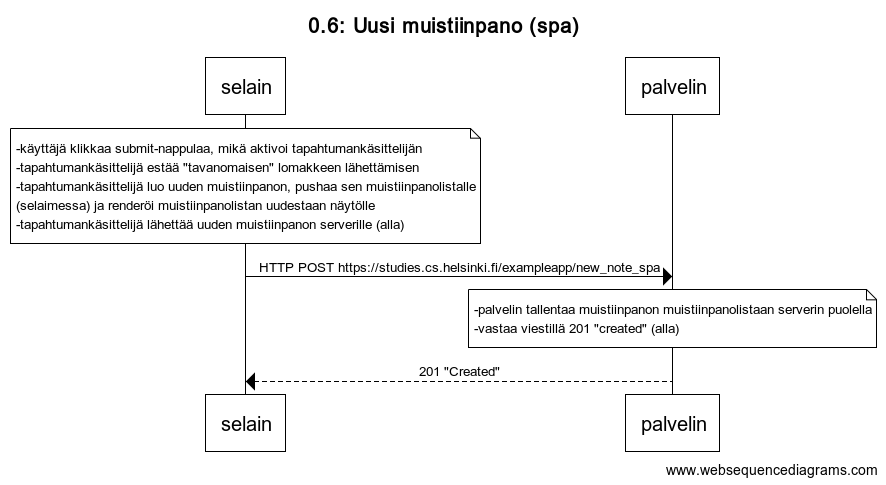 0.6: Uusi muistiinpano (spa)
selain
palvelin
-käyttäjä klikkaa submit-nappulaa, mikä aktivoi tapahtumankäsittelijän
-tapahtumankäsittelijä estää "tavanomaisen" lomakkeen lähettämisen
-tapahtumankäsittelijä luo uuden muistiinpanon, pushaa sen muistiinpanolistalle
(selaimessa) ja renderöi muistiinpanolistan uudestaan näytölle
-tapahtumankäsittelijä lähettää uuden muistiinpanon serverille (alla)
HTTP POST https://studies.cs.helsinki.fi/exampleapp/new_note_spa
-palvelin tallentaa muistiinpanon muistiinpanolistaan serverin puolella
-vastaa viestillä 201 "created" (alla)
201 "Created"
selain
palvelin
www.websequencediagrams.com